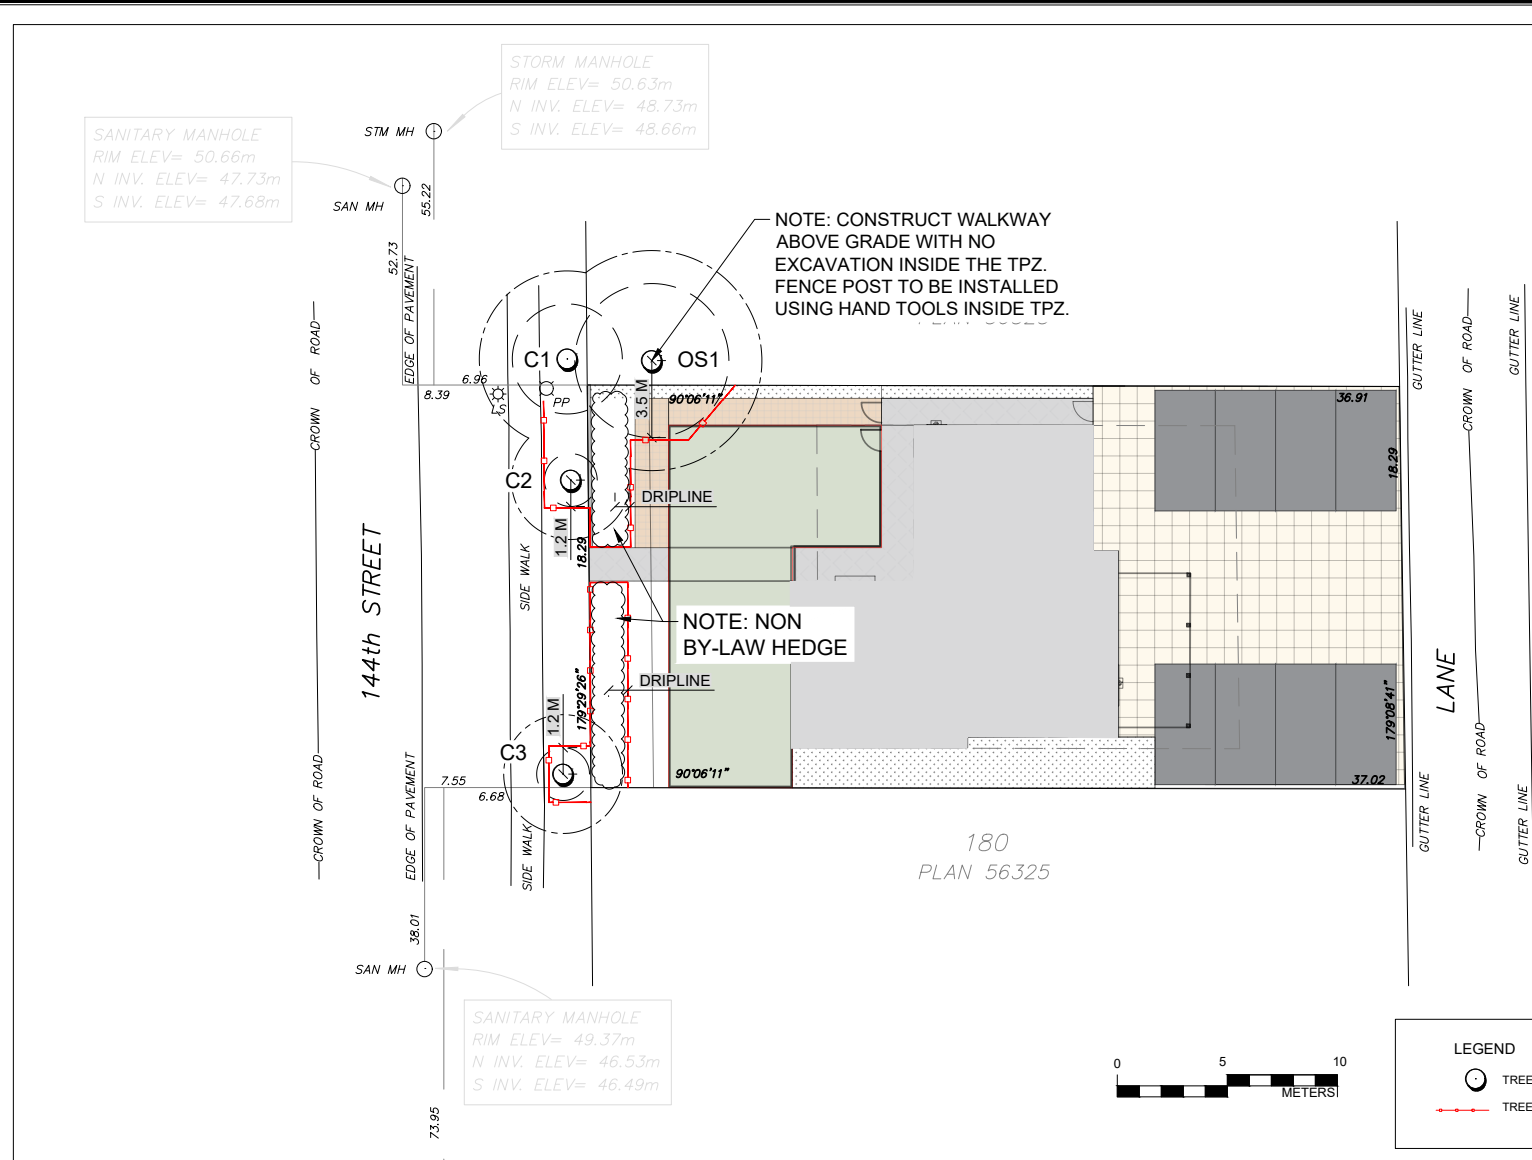 STORM MANHOLE
RIM ELEV= 50.63m
N INV. ELEV= 48.73m
S INV. ELEV= 48.66m
SANITARY MANHOLE
RIM ELEV= 50.66m
N INV. ELEV= 47.73m
S INV. ELEV= 47.68m
STM MH
SAN MH
55.22
52.73
NOTE: CONSTRUCT WALKWAY
ABOVE GRADE WITH NO
EXCAVATION INSIDE THE TPZ.
FENCE POST TO BE INSTALLED
USING HAND TOOLS INSIDE TPZ.
EDGE OF PAVEMENT
CROWN OF ROAD
C1
OS1
6.96
8.39
LS
PP
3.5 M
90°06'11"
36.91
18.29
GUTTER LINE
CROWN OF ROAD
GUTTER LINE
C2
DRIPLINE
1.2 M
18.29
SIDE WALK
144th STREET
NOTE: NON
BY-LAW HEDGE
DRIPLINE
179°29'26"
1.2 M
C3
90°06'11"
179°08'41"
37.02
LANE
7.55
6.68
CROWN OF ROAD
EDGE OF PAVEMENT
SIDE WALK
GUTTER LINE
CROWN OF ROAD
GUTTER LINE
180
PLAN 56325
38.01
SAN MH
SANITARY MANHOLE
RIM ELEV= 49.37m
N INV. ELEV= 46.53m
S INV. ELEV= 46.49m
73.95
0 5 10
METERS
LEGEND
TREE
TREE